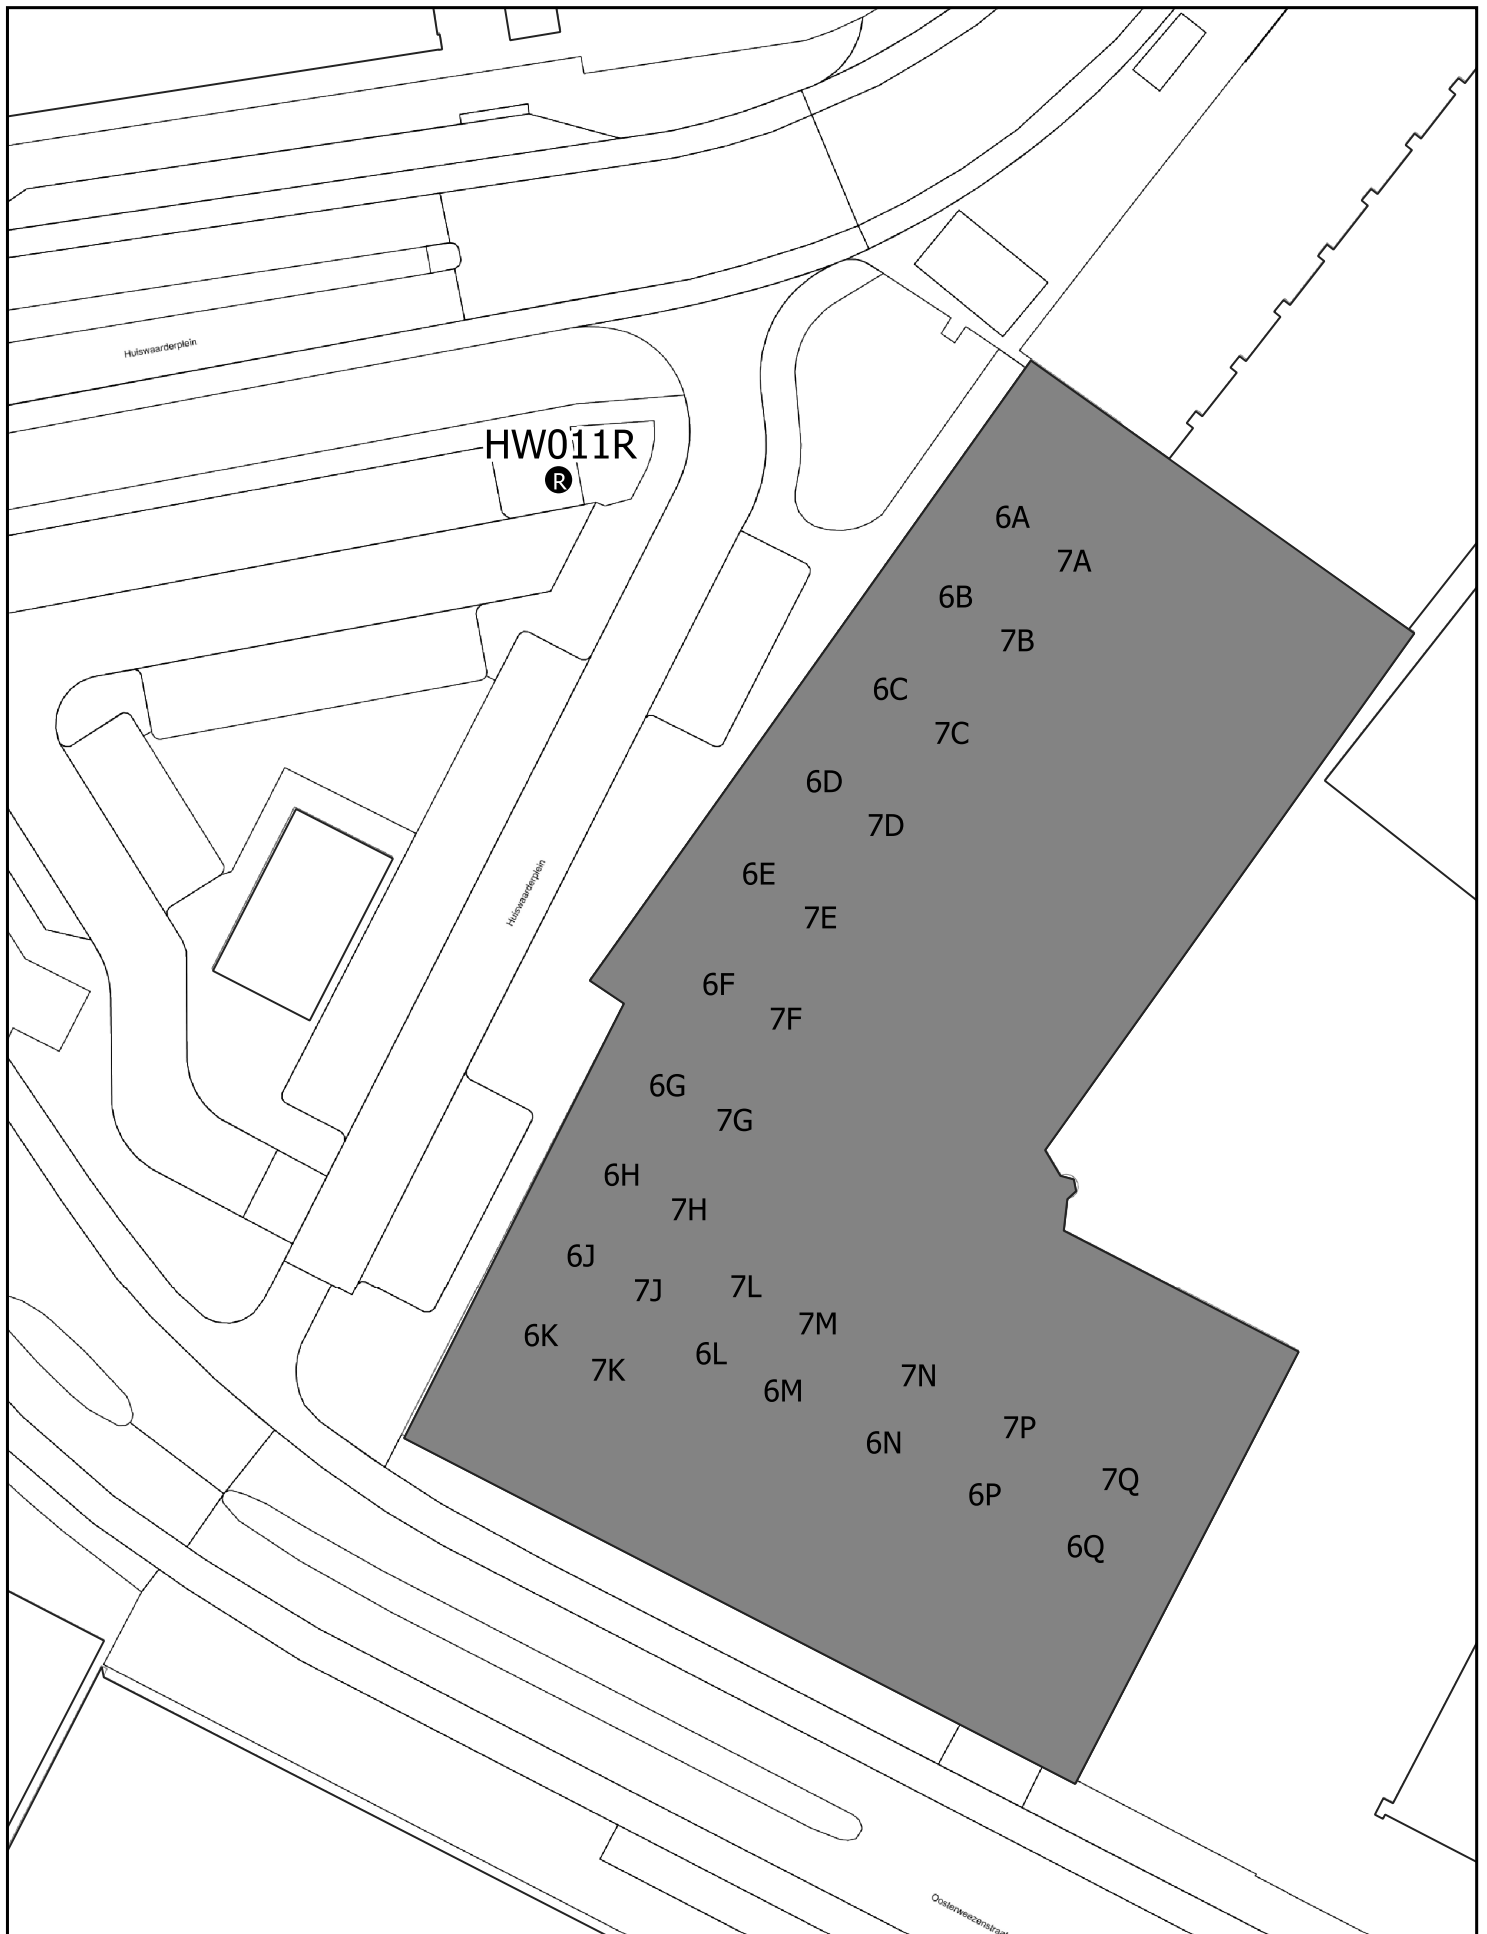 Huiswaarderplein
HW011R
R
6A
7A
6B
7B
6C
7C
6D
7D
6E
7E
Huiswaarderplein
6F
7F
6G
7G
6H
7H
6J
7J
7L
7M
6K
7K
6L
6M
7N
7P
6N
7Q
6P
6Q
Oosterweezenstraat